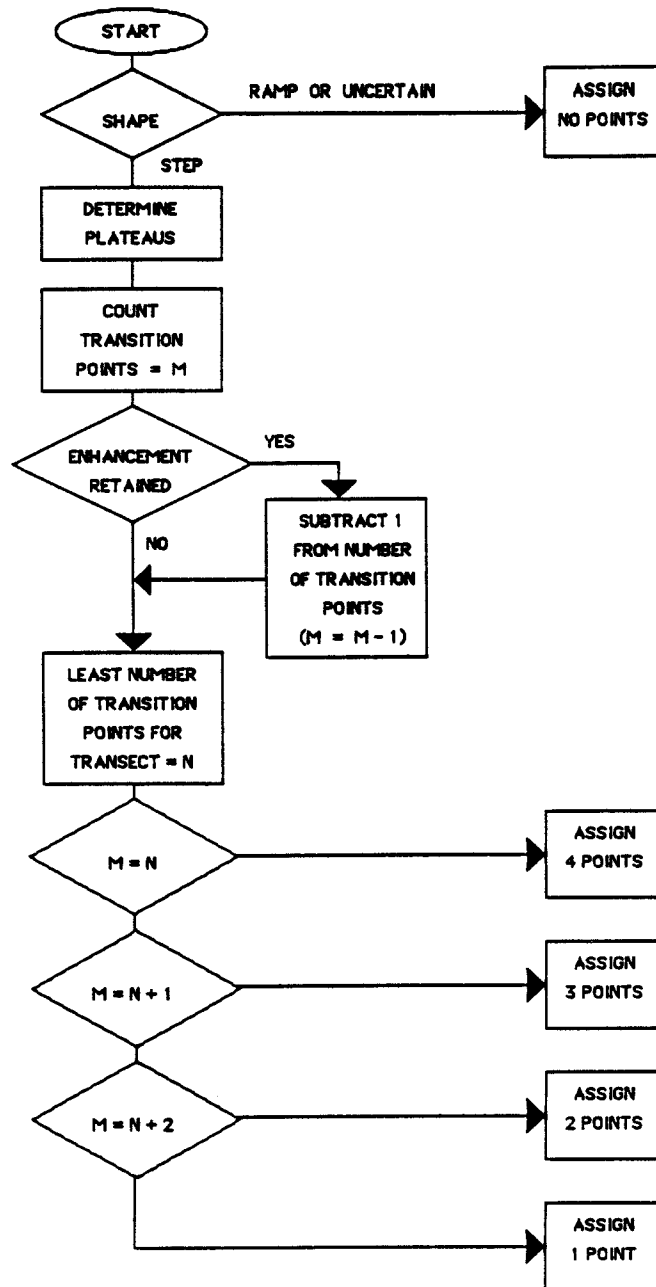 START
SHAPE
RAMP OR UNCERTAIN
ASSIGN
NO POINTS
STEP
DETERMINE
PLATEAUS
COUNT
TRANSITION
POINTS = M
ENHANCEMENT
RETAINED
YES
SUBTRACT 1
FROM NUMBER
OF TRANSITION
POINTS
(M = M - 1)
NO
LEAST NUMBER
OF TRANSITION
POINTS FOR
TRANSECT = N
M = N
ASSIGN
4 POINTS
M = N + 1
ASSIGN
3 POINTS
M = N + 2
ASSIGN
2 POINTS
ASSIGN
1 POINT